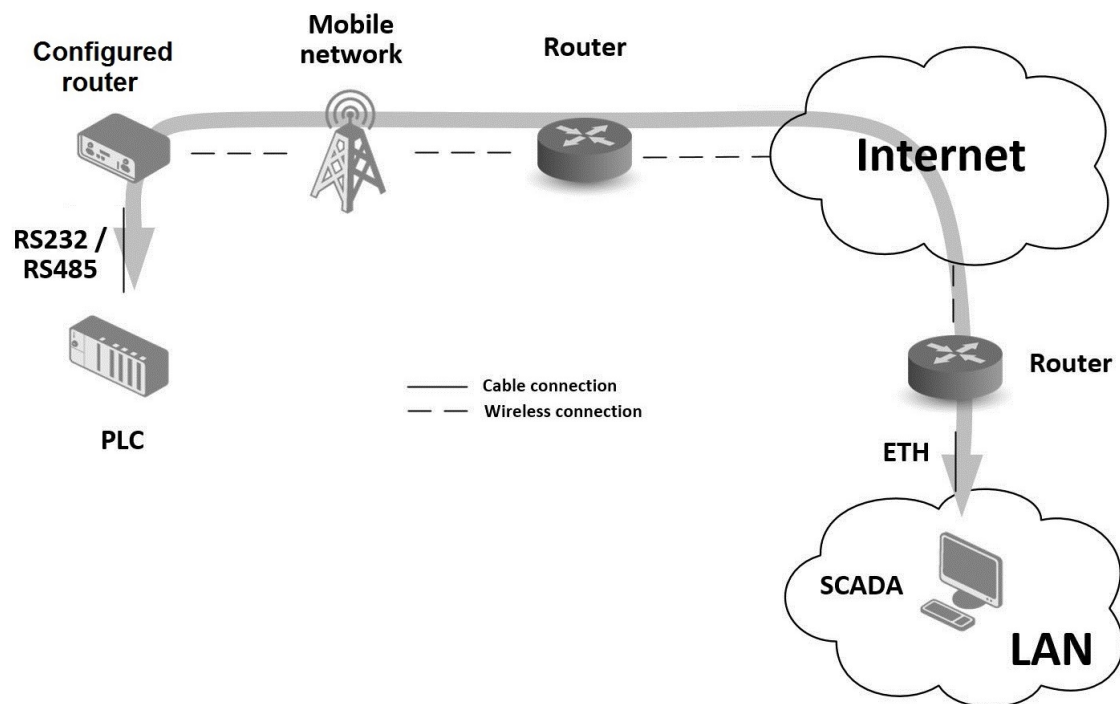 Configured
router
Mobile
network
Router
Internet
RS232 /
RS485
PLC
Cable connection
Wireless connection
Router
ETH
SCADA
LAN